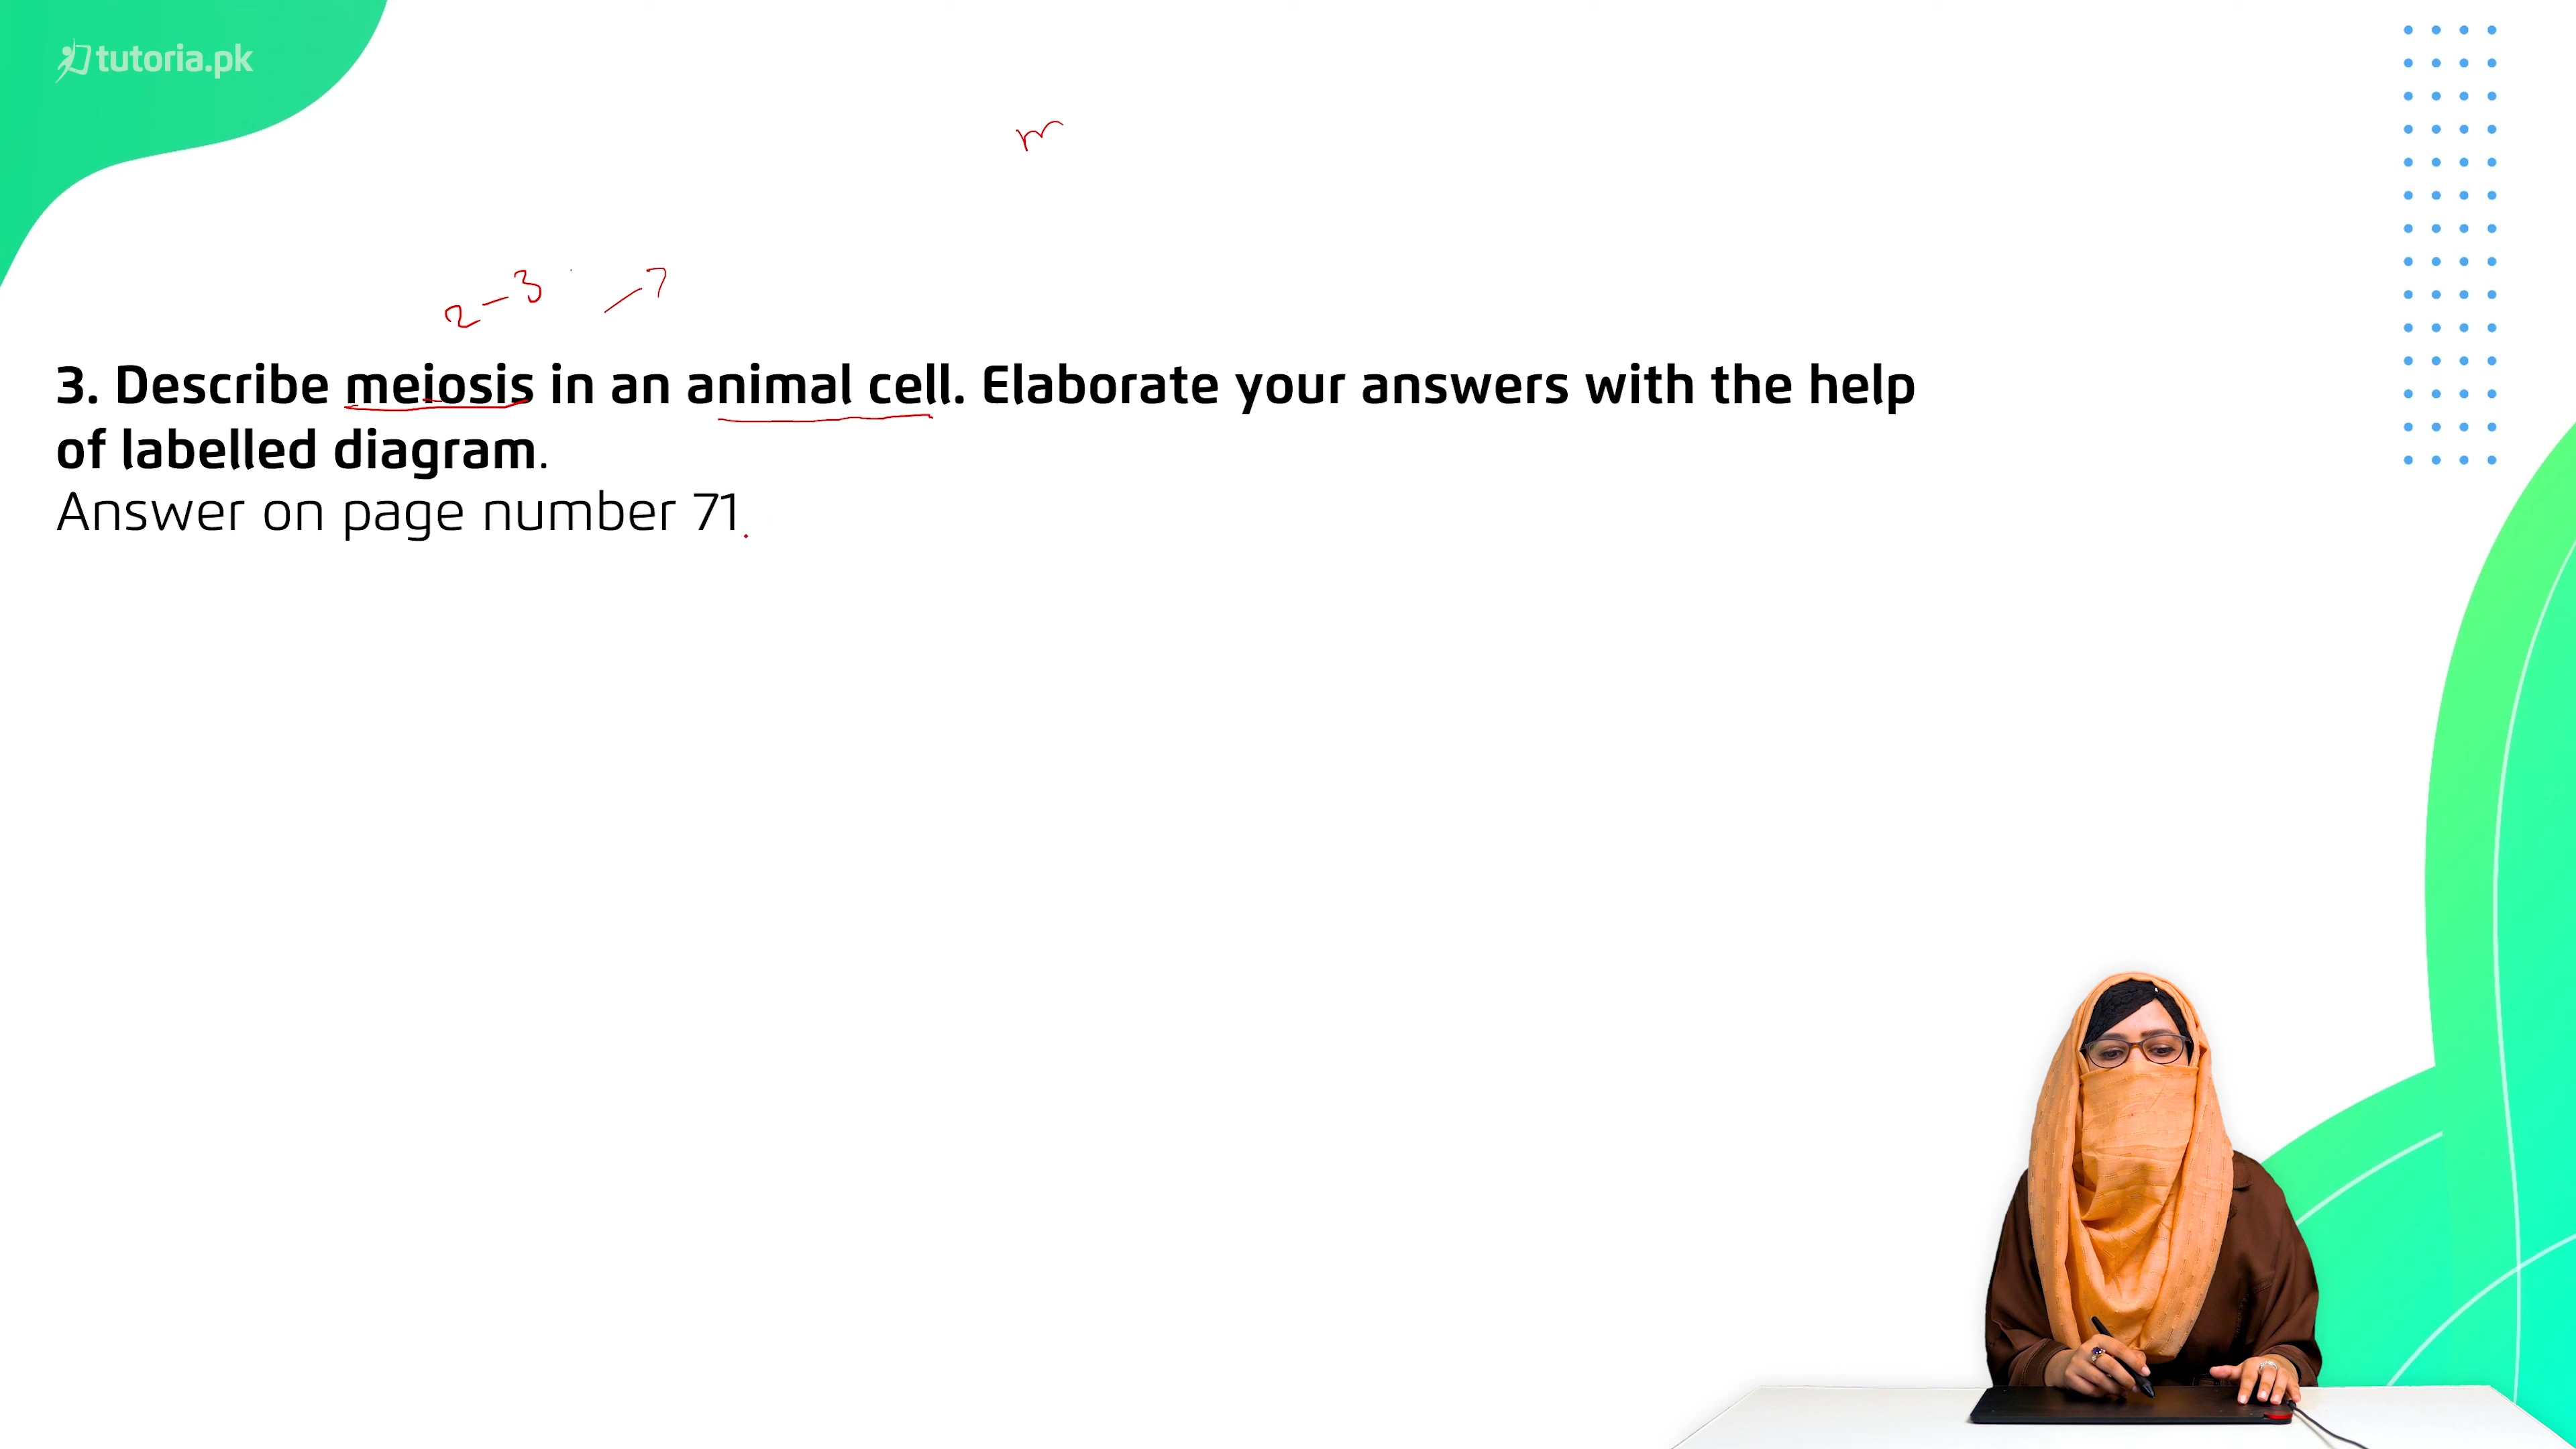 tutoria.pk
m
2-3 -7
3. Describe meiosis in an animal cell. Elaborate your answers with the help
of labelled diagram.
Answer on page number 71.